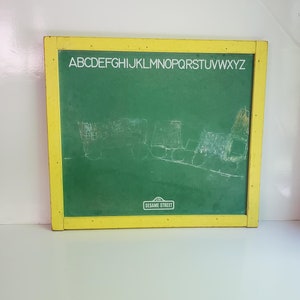 ABCDEFGHIJKLMNOPQRSTUVWXYZ
SESAME STREET